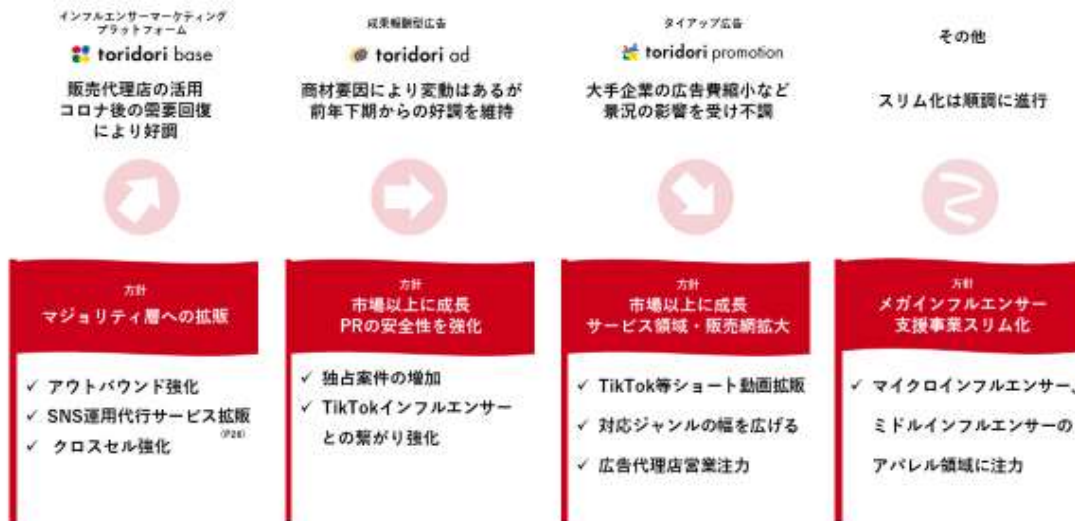 インフルエンサーマーケティング
プラットフォーム
toridori base
販売代理店の活用
コロナ後の需要回復
により好調
成果報酬型広告
toridori ad
商材要因により変動はあるが
前年下期からの好調を維持
タイアップ広告
toridori promotion
大手企業の広告費縮小など
景況の影響を受け不調
その他
スリム化は順調に進行
方針
マジョリティ層への拡販
✓ アウトバウンド強化
✓ SNS運用代行サービス拡販
(P26)
✓ クロスセル強化
方針
市場以上に成長
PRの安全性を強化
✓ 独占案件の増加
✓ TikTokインフルエンサー
との繋がり強化
方針
市場以上に成長
サービス領域・販売網拡大
✓ TikTok等ショート動画拡販
✓ 対応ジャンルの幅を広げる
✓ 広告代理店営業注力
方針
メガインフルエンサー
支援事業スリム化
✓ マイクロインフルエンサー、
ミドルインフルエンサーの
アパレル領域に注力